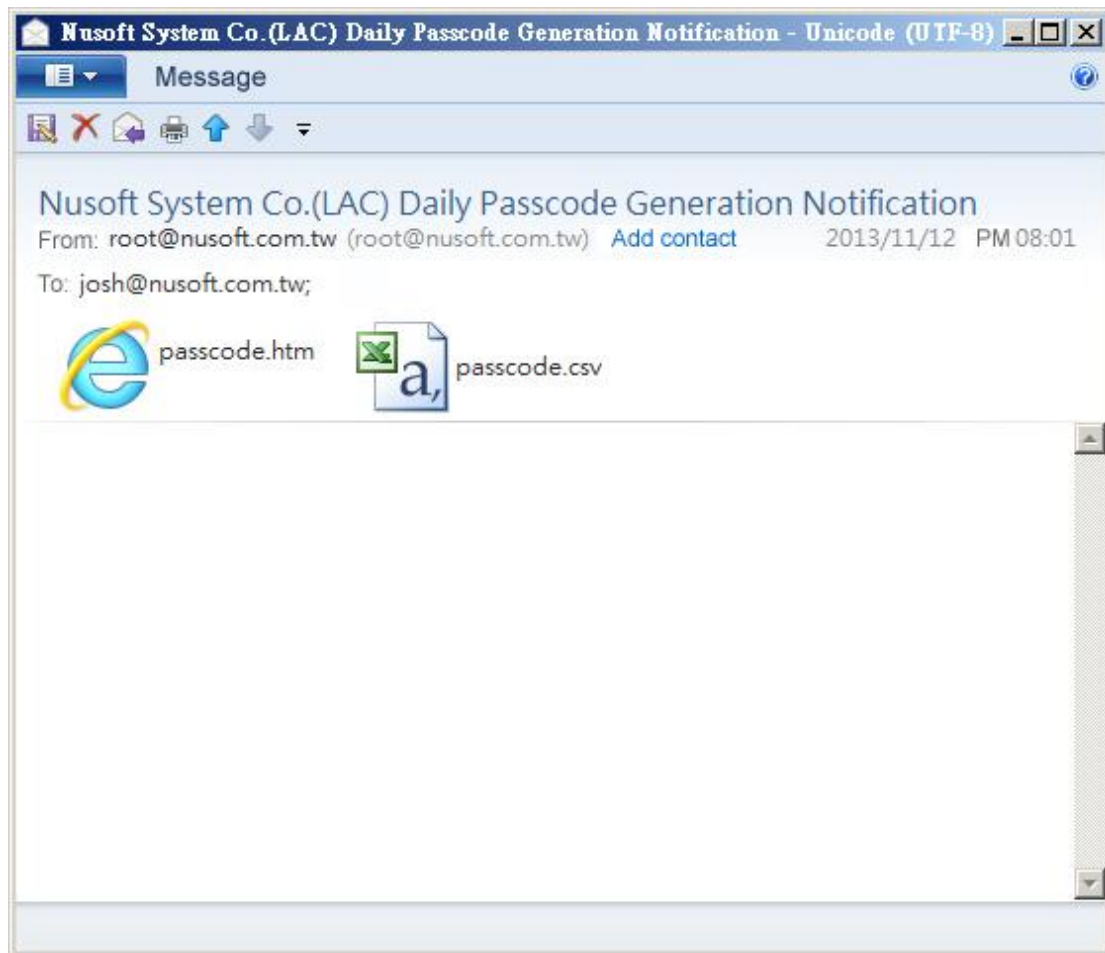 Nusoft System Co.(LAC) Daily Passcode Generation Notification - Unicode (UTF-8)
Message
Nusoft System Co.(LAC) Daily Passcode Generation Notification
From: root@nusoft.com.tw (root@nusoft.com.tw) Add contact 2013/11/12 PM 08:01
To: josh@nusoft.com.tw;
passcode.htm passcode.csv